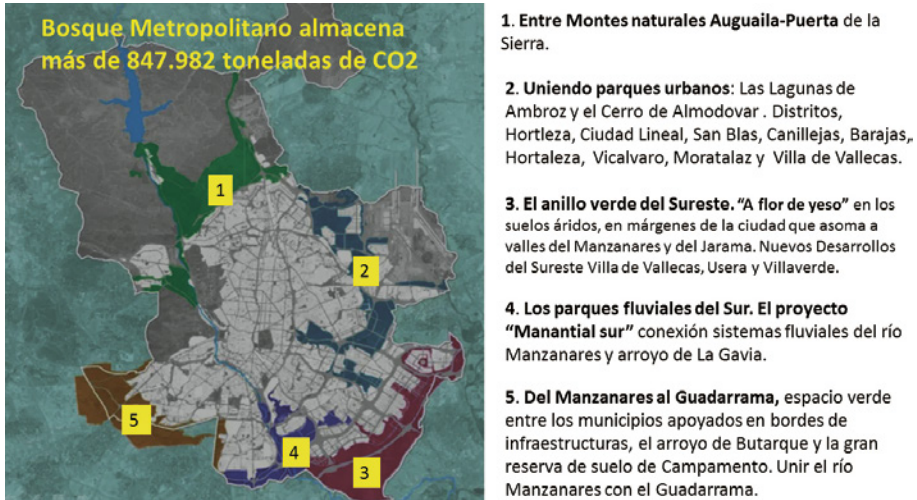 Bosque Metropolitano almacena
más de 847.982 toneladas de CO2
1
2
5
4
3
1. Entre Montes naturales Auguaila-Puerta de la
Sierra.
2. Uniendo parques urbanos: Las Lagunas de
Ambroz y el Cerro de Almodovar . Distritos,
Hortleza, Ciudad Lineal, San Blas, Canillejas, Barajas,.
Hortaleza, Vicalvaro, Moratalaz y Villa de Vallecas.
3. El anillo verde del Sureste. “A flor de yeso” en los
suelos áridos, en márgenes de la ciudad que asoma a
valles del Manzanares y del Jarama. Nuevos Desarrollos
del Sureste Villa de Vallecas, Usera y Villaverde.
4. Los parques fluviales del Sur. El proyecto
“Manantial sur” conexión sistemas fluviales del río
Manzanares y arroyo de La Gavia.
5. Del Manzanares al Guadarrama, espacio verde
entre los municipios apoyados en bordes de
infraestructuras, el arroyo de Butarque y la gran
reserva de suelo de Campamento. Unir el río
Manzanares con el Guadarrama.